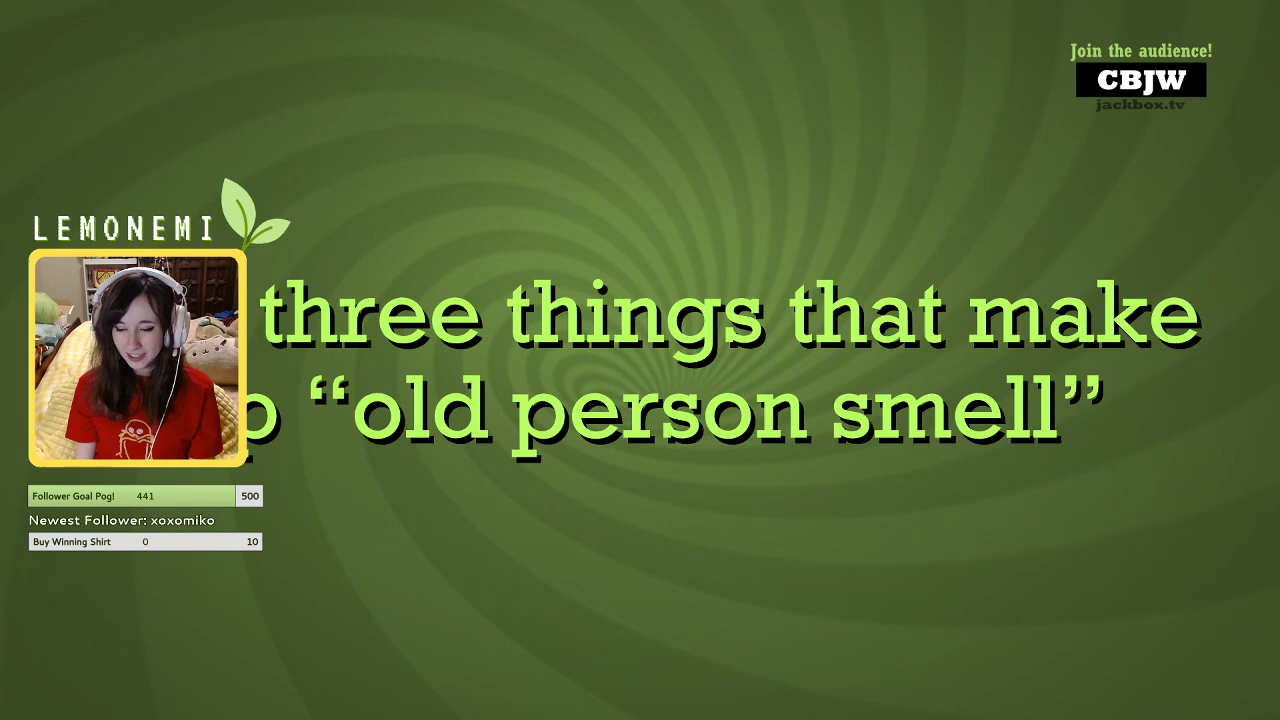 Join the audience!
CBJW
jackbox.tv
LEMONEMI
three things that make
p “old person smell”
Follower Goal Pog! 441 500
Newest Follower: xoxomiko
Buy Winning Shirt 0 10